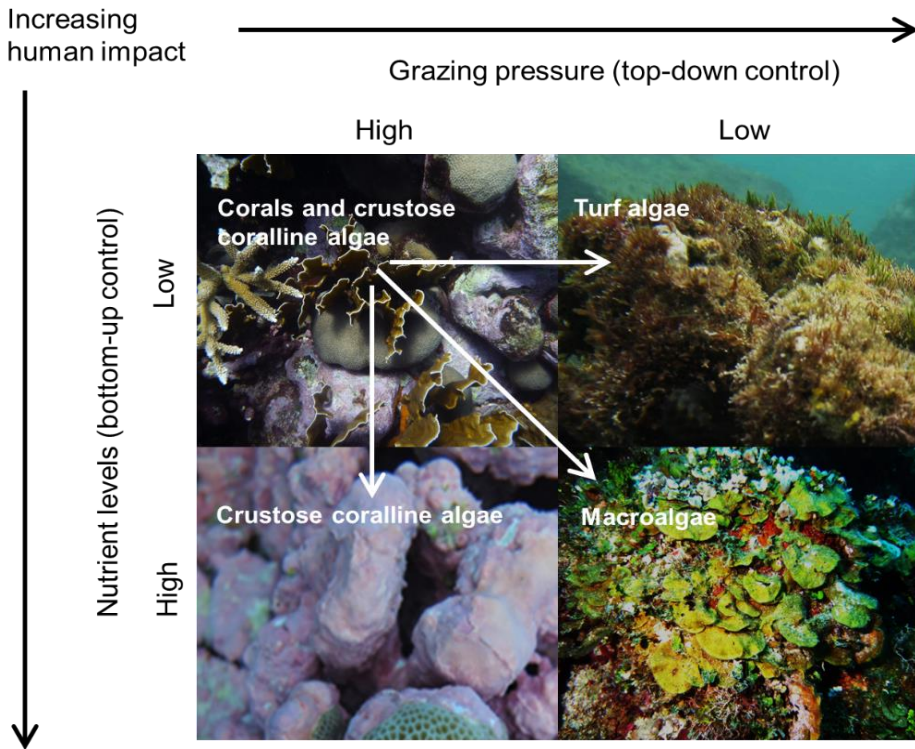 Increasing
human impact
Grazing pressure (top-down control)
High
Low
Nutrient levels (bottom-up control)
Low
High
Corals and crustose
coralline algae
Turf algae
Crustose coralline algae
Macroalgae